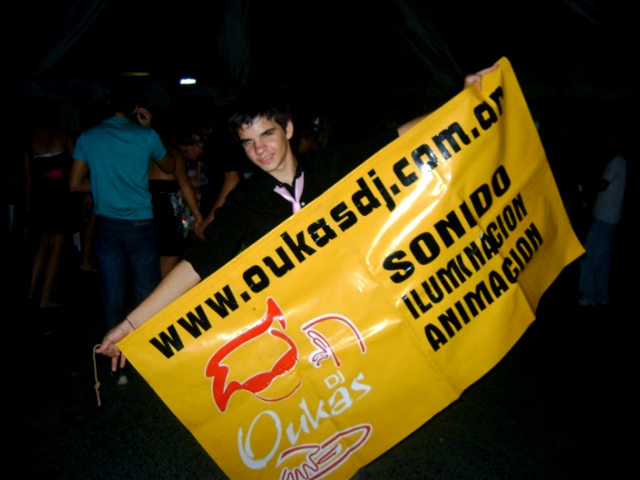 www.oukasdj.com.ar
SONIDO
ILUMINACION
ANIMACION
DJ
Oukas